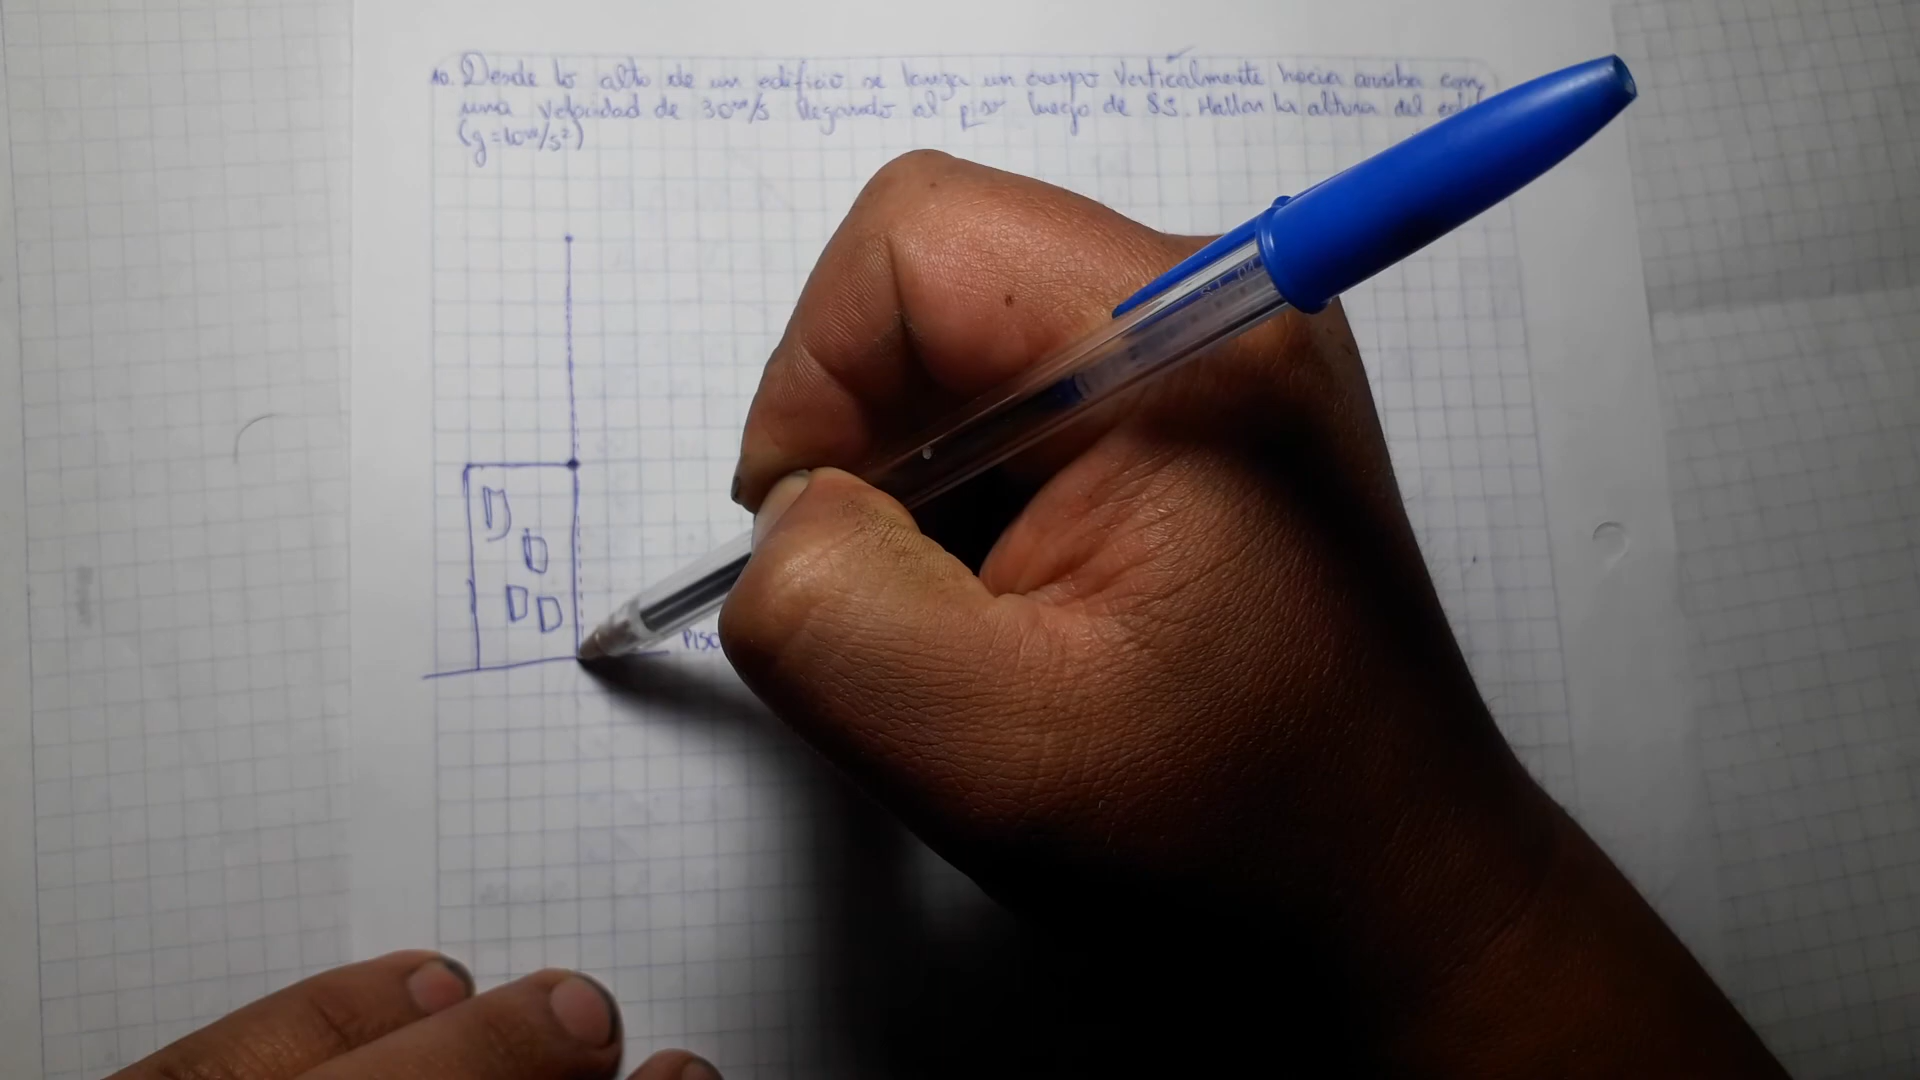 10. Desde lo alto de un edificio se lanza un cuerpo verticalmente hacia arriba con
una velocidad de 30m/s llegando al piso luego de 8s. Hallar la altura del
(g=10m/s²)
PISO